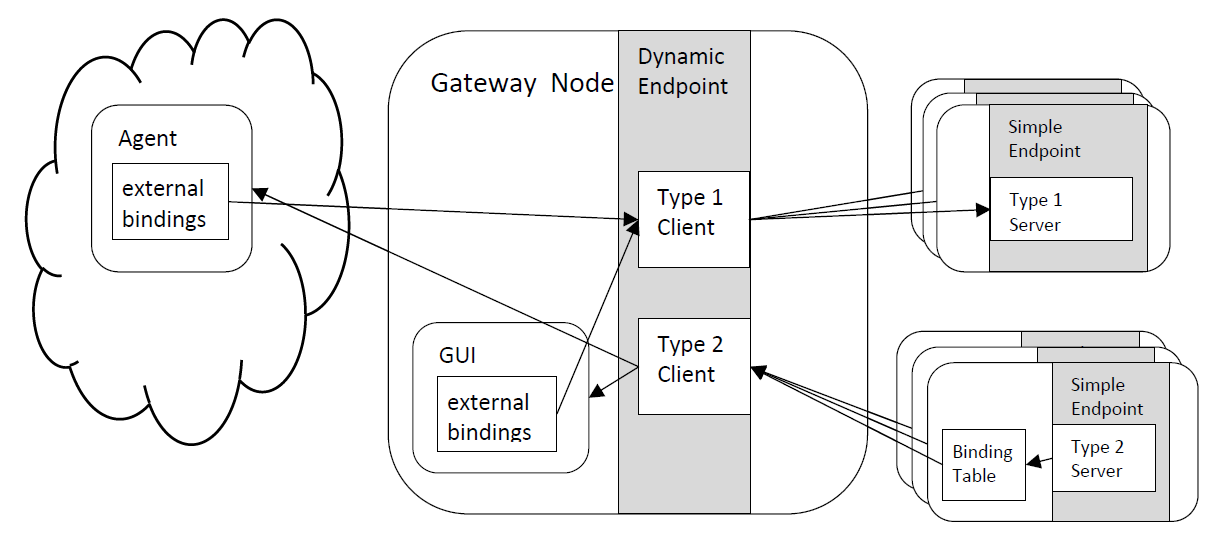 Agent
external
bindings
Gateway Node
Dynamic
Endpoint
Type 1
Client
Type 2
Client
GUI
external
bindings
Simple
Endpoint
Type 1
Server
Simple
Endpoint
Type 2
Server
Binding
Table